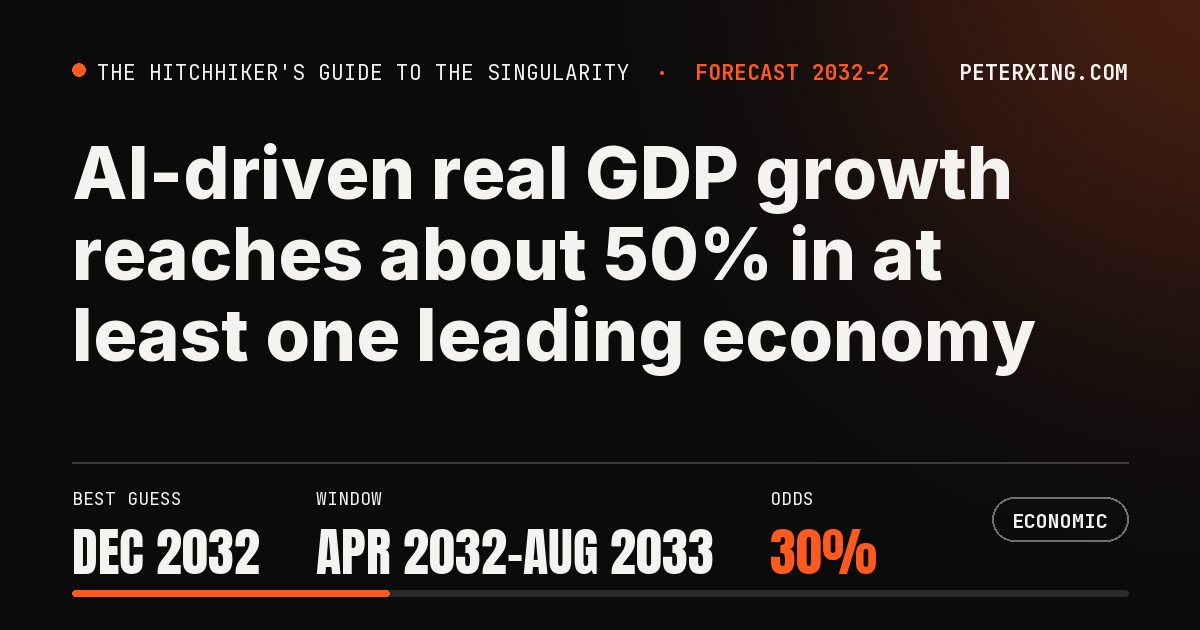 THE HITCHHIKER'S GUIDE TO THE SINGULARITY · FORECAST 2032-2 PETERXING.COM
AI-driven real GDP growth
reaches about 50% in at
least one leading economy
BEST GUESS WINDOW ODDS
DEC 2032 APR 2032-AUG 2033 30%
ECONOMIC